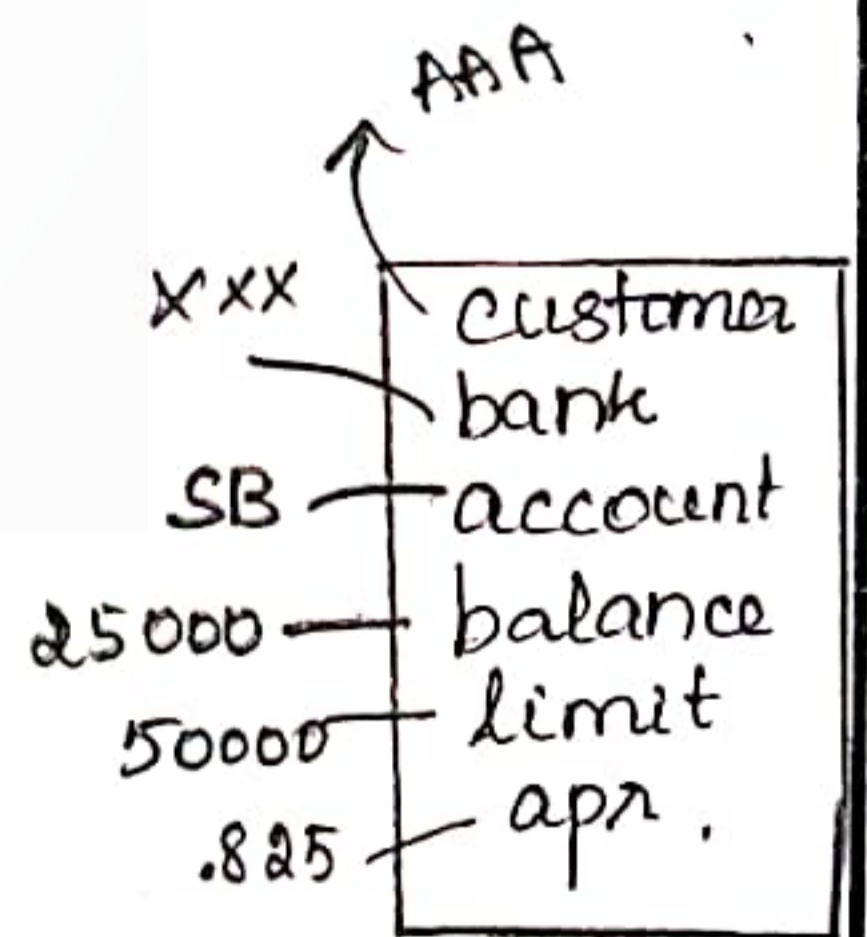 AAA
XXX
customer
bank
SB account
25000 balance
50000 limit
.825 apr.